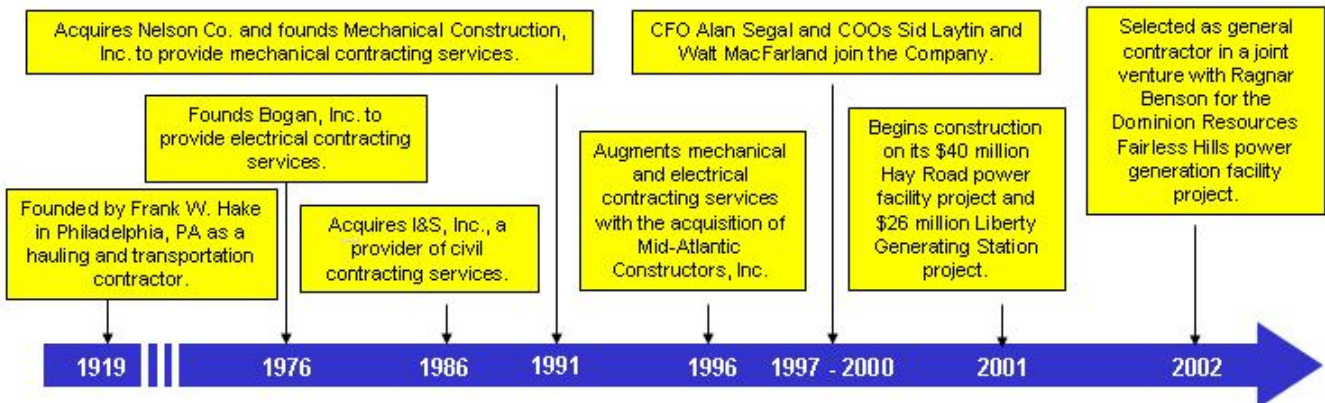 Acquires Nelson Co. and founds Mechanical Construction,
Inc. to provide mechanical contracting services.
CFO Alan Segal and COOs Sid Laytin and
Walt MacFarland join the Company.
Selected as general
contractor in a joint
venture with Ragnar
Benson for the
Dominion Resources
Fairless Hills power
generation facility
project.
Founds Bogan, Inc. to
provide electrical contracting
services.
Augments mechanical
and electrical
contracting services
with the acquisition of
Mid-Atlantic
Constructors, Inc.
Begins construction
on its $40 million
Hay Road power
facility project and
$26 million Liberty
Generating Station
project.
Founded by Frank W. Hake
in Philadelphia, PA as a
hauling and transportation
contractor.
Acquires I&S, Inc., a
provider of civil
contracting services.
1919
1976
1986
1991
1996
1997 - 2000
2001
2002